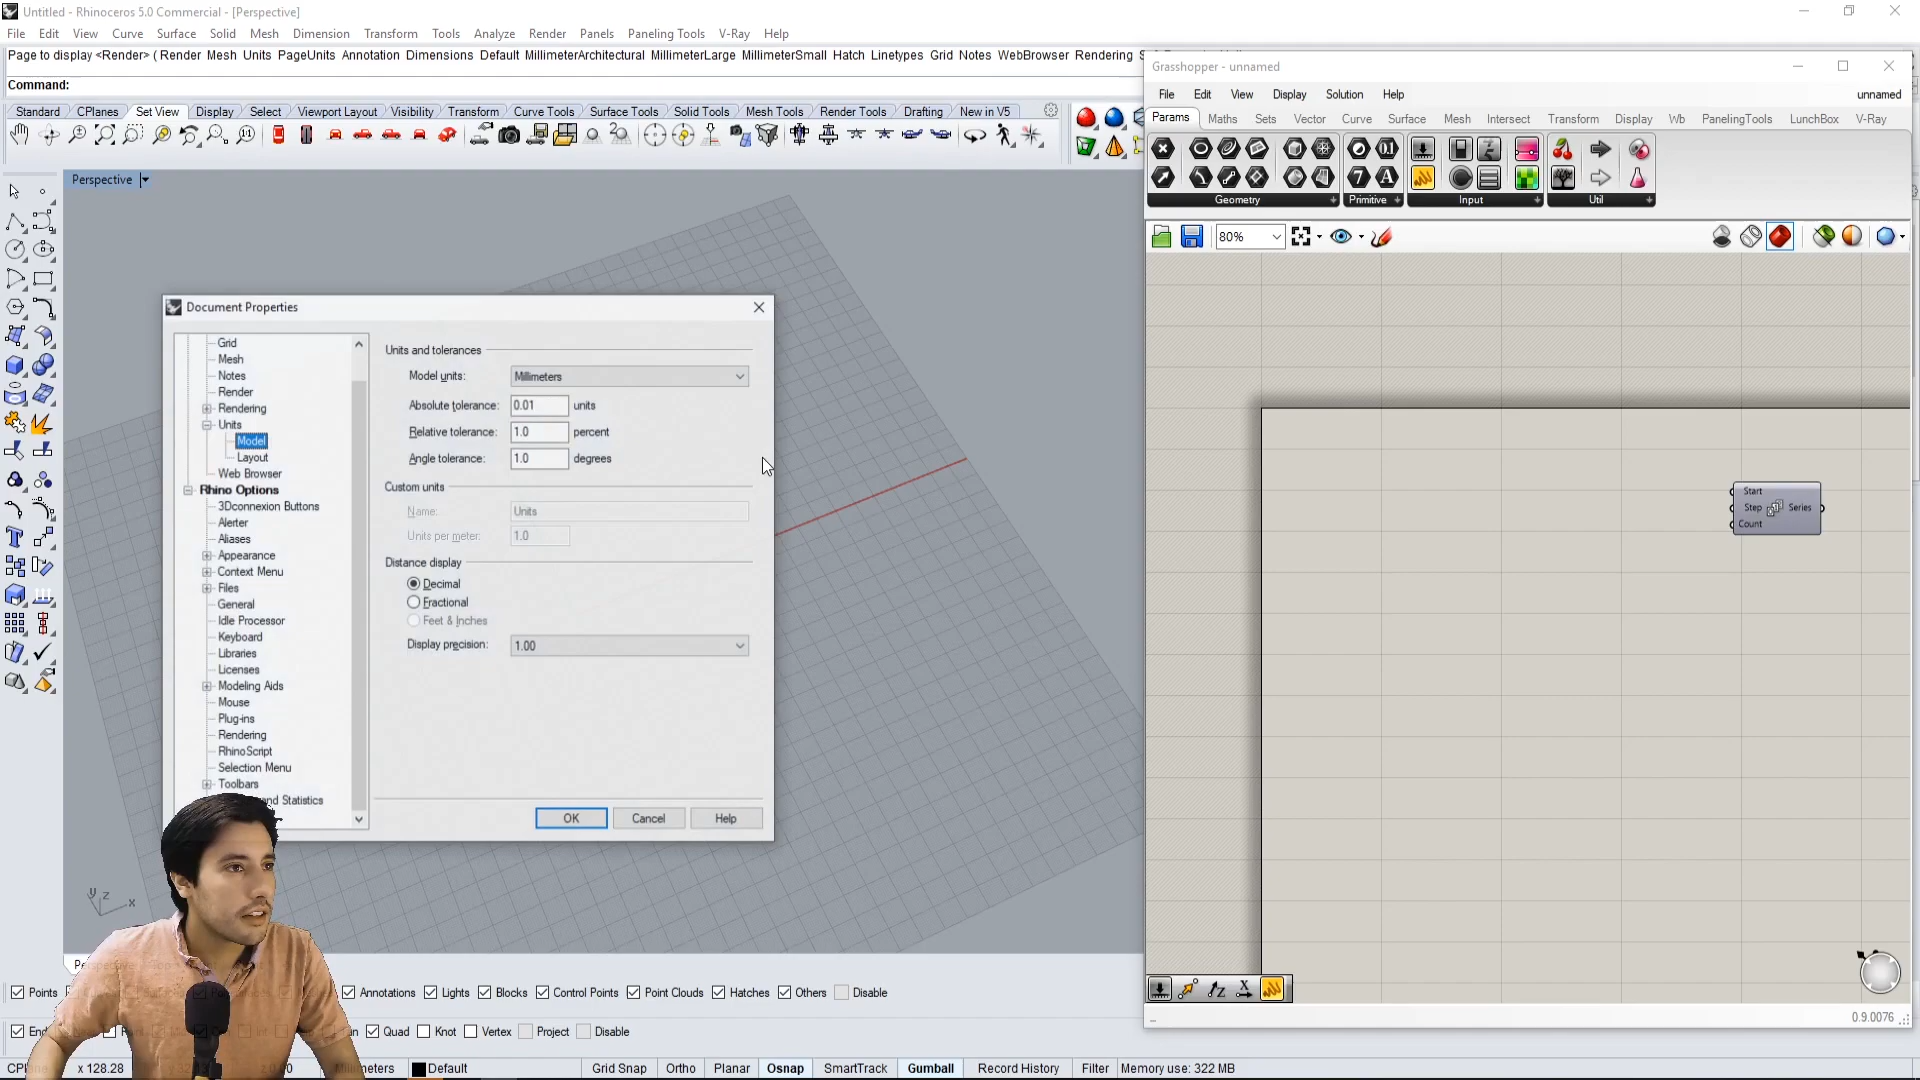 Untitled - Rhinoceros 5.0 Commercial - [Perspective]
File Edit View Curve Surface Solid Mesh Dimension Transform Tools Analyze Render Panels Paneling Tools V-Ray Help
Page to display <Render> ( Render Mesh Units PageUnits Annotation Dimensions Default MillimeterArchitectural MillimeterLarge MillimeterSmall Hatch Linetypes Grid Notes WebBrowser Rendering
Command:
Standard CPlanes Set View Display Select Viewport Layout Visibility Transform Curve Tools Surface Tools Solid Tools Mesh Tools Render Tools Drafting New in V5
Perspective
Document Properties
Grid
Mesh
Notes
Render
Rendering
Units
Model
Layout
Web Browser
Rhino Options
3Dconnexion Buttons
Alerter
Aliases
Appearance
Context Menu
Files
General
Idle Processor
Keyboard
Libraries
Licenses
Modeling Aids
Mouse
Plug-ins
Rendering
RhinoScript
Selection Menu
Toolbars
and Statistics
Units and tolerances
Model units: Millimeters
Absolute tolerance: 0.01 units
Relative tolerance: 1.0 percent
Angle tolerance: 1.0 degrees
Custom units
Name: Units
Units per meter: 1.0
Distance display
Decimal
Fractional
Feet & Inches
Display precision: 1.00
OK Cancel Help
y z x
Points Annotations Lights Blocks Control Points Point Clouds Hatches Others Disable
End Quad Knot Vertex Project Disable
x 128.28 Default Grid Snap Ortho Planar Osnap SmartTrack Gumball Record History Filter Memory use: 322 MB
Grasshopper - unnamed
File Edit View Display Solution Help unnamed
Params Maths Sets Vector Curve Surface Mesh Intersect Transform Display Wb PanelingTools LunchBox V-Ray
Geometry Primitive Input Util
80%
Start
Step Series
Count
0.9.0076